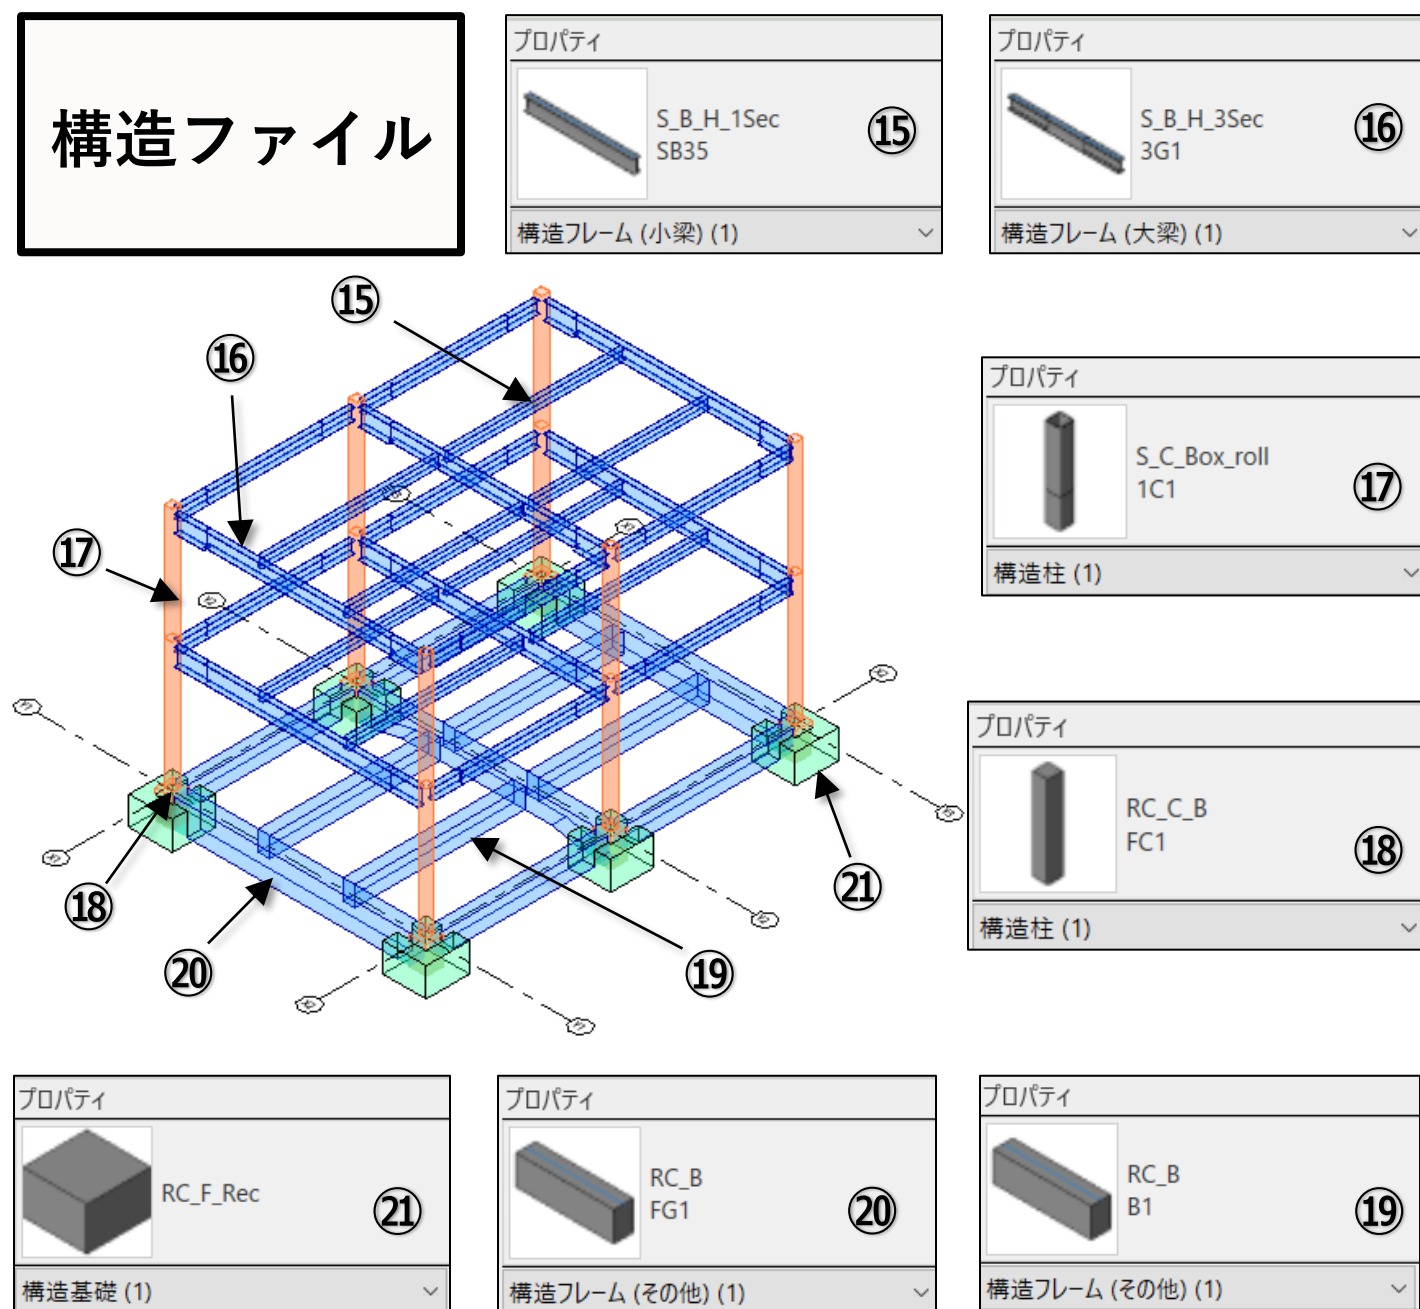 構造ファイル
プロパティ
S_B_H_1Sec
SB35
⑮
構造フレーム (小梁) (1)
プロパティ
S_B_H_3Sec
3G1
⑯
構造フレーム (大梁) (1)
⑮
⑯
⑰
⑱
⑳
⑲
㉑
プロパティ
S_C_Box_roll
1C1
⑰
構造柱 (1)
プロパティ
RC_C_B
FC1
⑱
構造柱 (1)
プロパティ
RC_F_Rec
㉑
構造基礎 (1)
プロパティ
RC_B
FG1
⑳
構造フレーム (その他) (1)
プロパティ
RC_B
B1
⑲
構造フレーム (その他) (1)